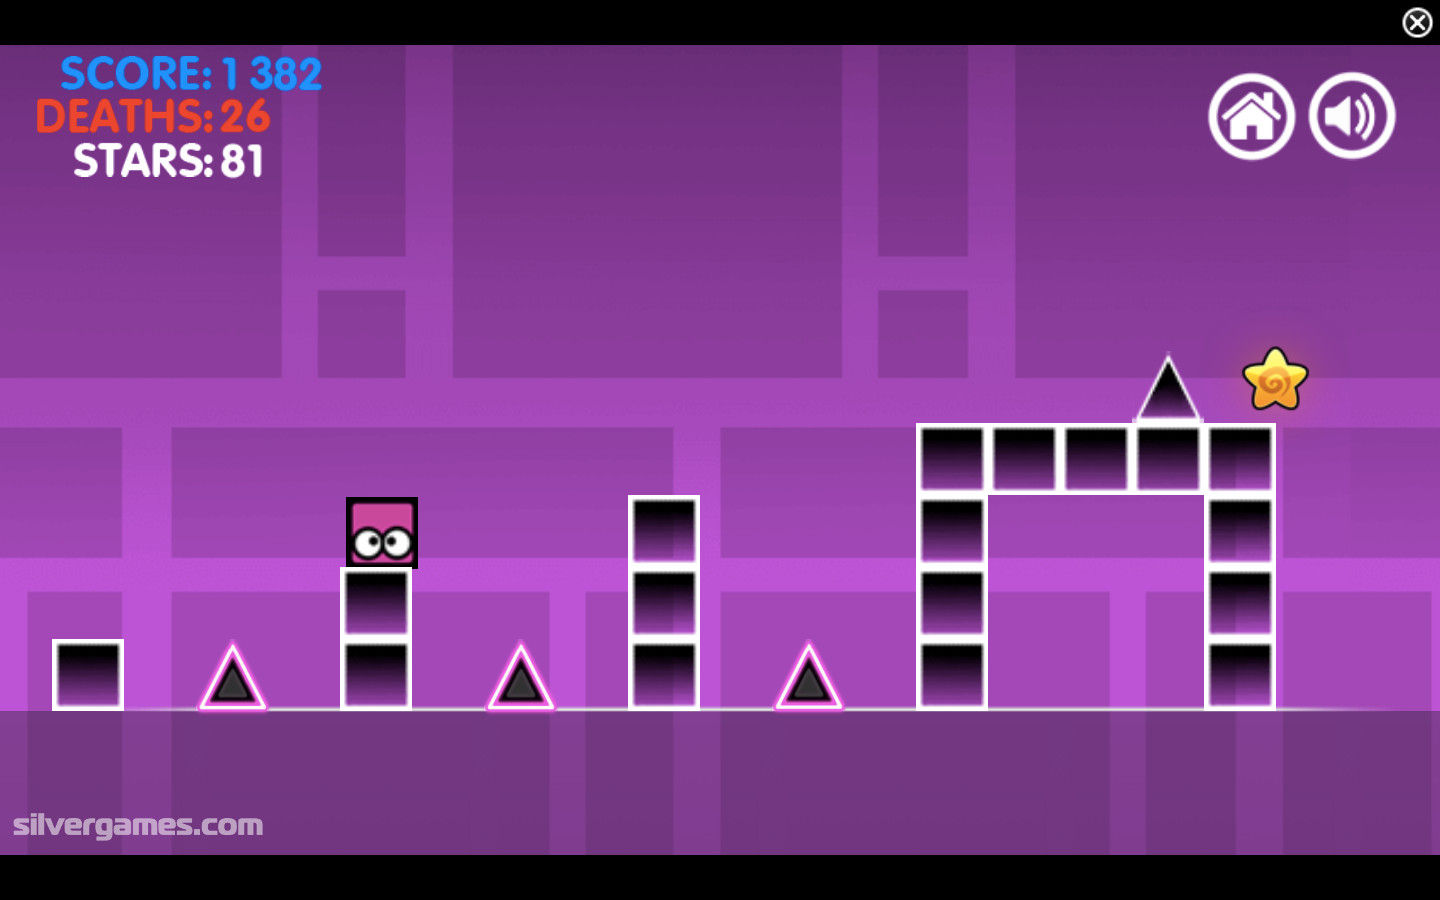 SCORE: 1 382
DEATHS: 26
STARS: 81
silvergames.com